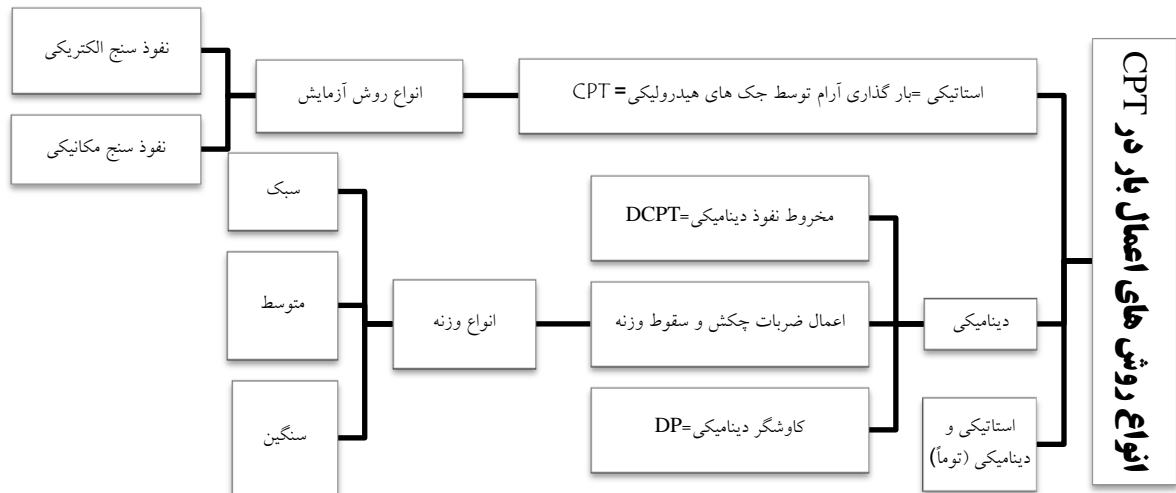 انواع روش های اعمال بار در CPT
استاتیکی =بار گذاری آرام توسط جک های هیدرولیکی= CPT
انواع روش آزمایش
نفوذ سنج الکتریکی
نفوذ سنج مکانیکی
دینامیکی
مخروط نفوذ دینامیکی=DCPT
اعمال ضربات چکش و سقوط وزنه
انواع وزنه
سبک
متوسط
سنگین
کاوشگر دینامیکی=DP
استاتیکی و
دینامیکی (توماً)